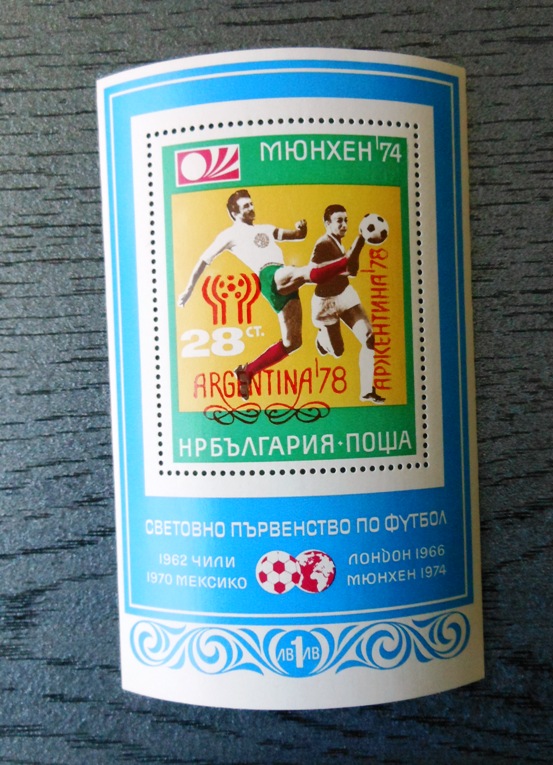 МЮНХЕН '74
АРЖЕНТИНА '78
28 СТ.
ARGENTINA '78
НРБЪЛГАРИЯ·ПОЩА
СВЕТОВНО ПЪРВЕНСТВО ПО ФУТБОЛ
1962 ЧИЛИ
1970 МЕКСИКО
ЛОНДОН 1966
МЮНХЕН 1974
ЛВ 1 ЛВ